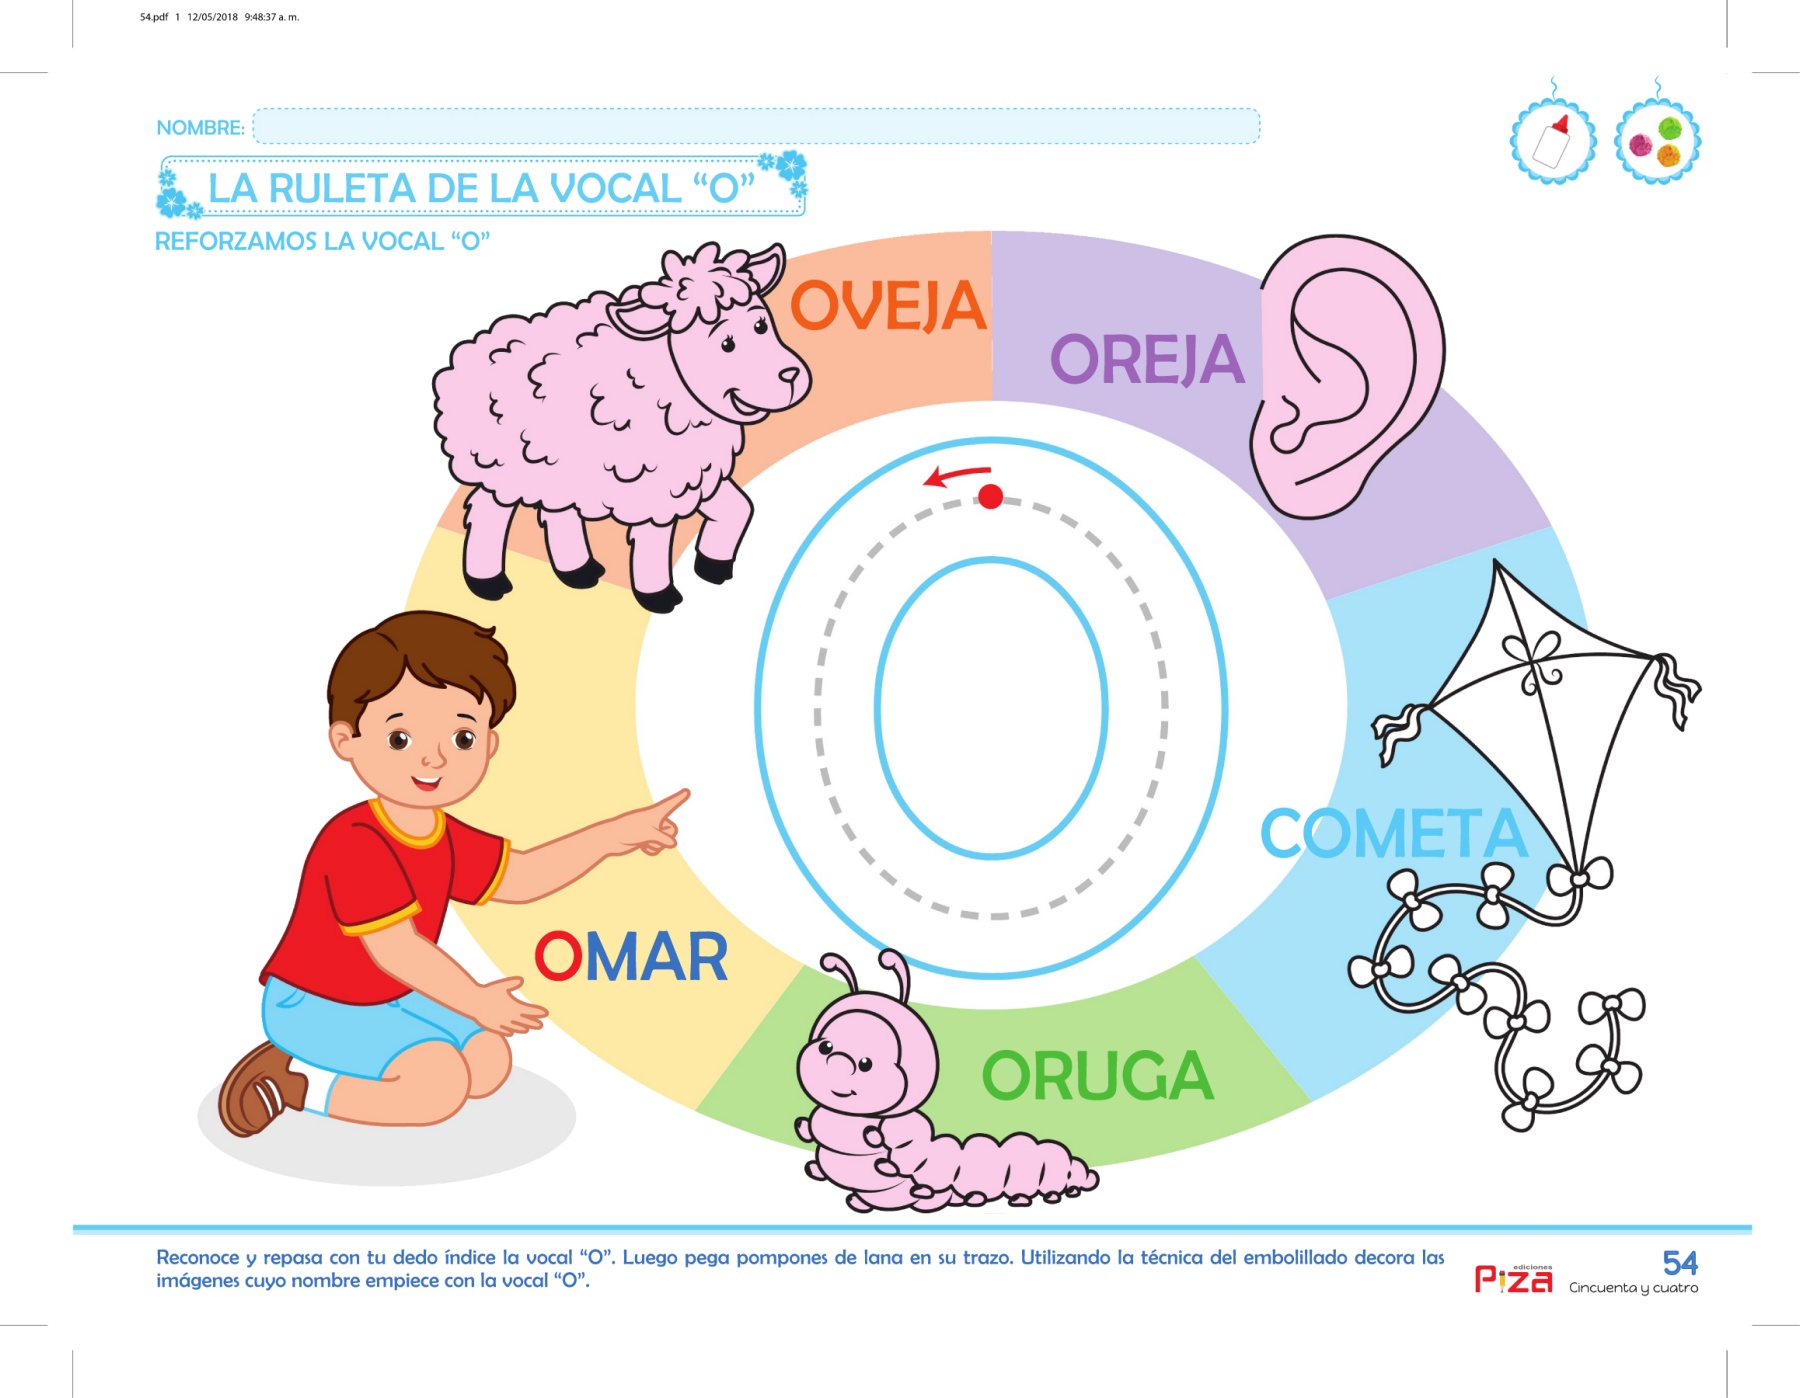 54.pdf 1 12/05/2018 9:48:37 a. m.
NOMBRE:
LA RULETA DE LA VOCAL “O”
REFORZAMOS LA VOCAL “O”
OVEJA
OREJA
COMETA
OMAR
ORUGA
Reconoce y repasa con tu dedo índice la vocal “O”. Luego pega pompones de lana en su trazo. Utilizando la técnica del embolillado decora las
imágenes cuyo nombre empiece con la vocal “O”.
ediciones
Piza
54
Cincuenta y cuatro